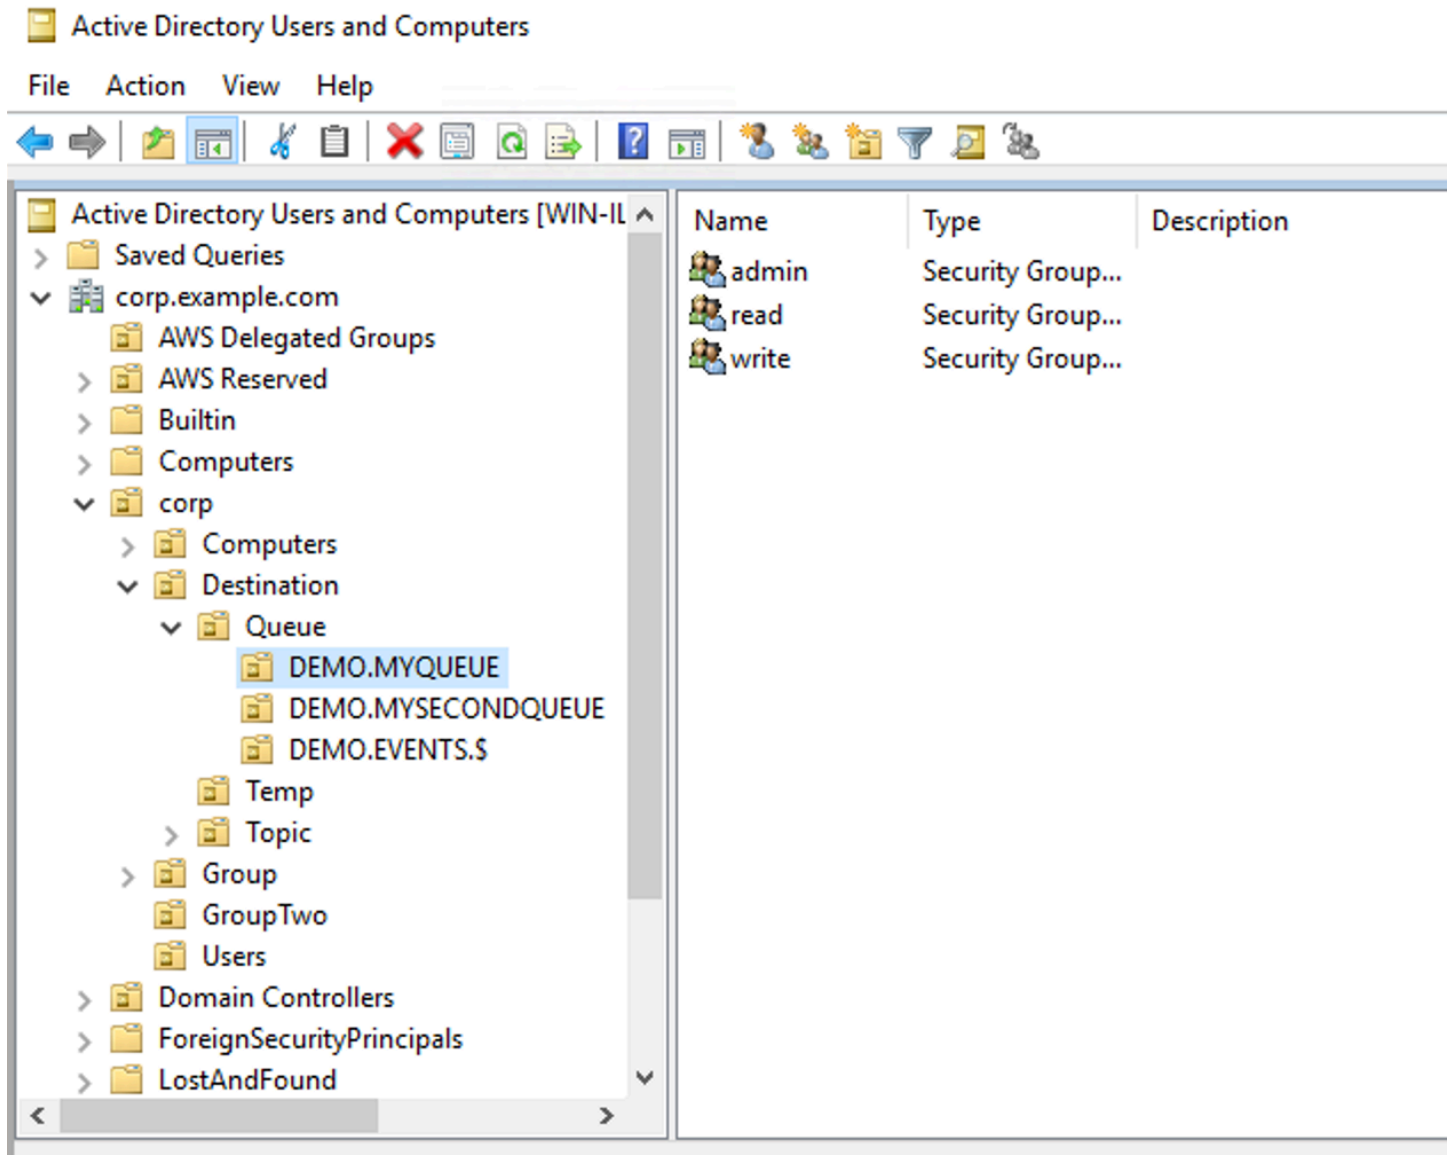 Active Directory Users and Computers
File Action View Help
Active Directory Users and Computers [WIN-IL
Saved Queries
corp.example.com
AWS Delegated Groups
AWS Reserved
Builtin
Computers
corp
Computers
Destination
Queue
DEMO.MYQUEUE
DEMO.MYSECONDQUEUE
DEMO.EVENTS.$
Temp
Topic
Group
GroupTwo
Users
Domain Controllers
ForeignSecurityPrincipals
LostAndFound
Name Type Description
admin Security Group...
read Security Group...
write Security Group...